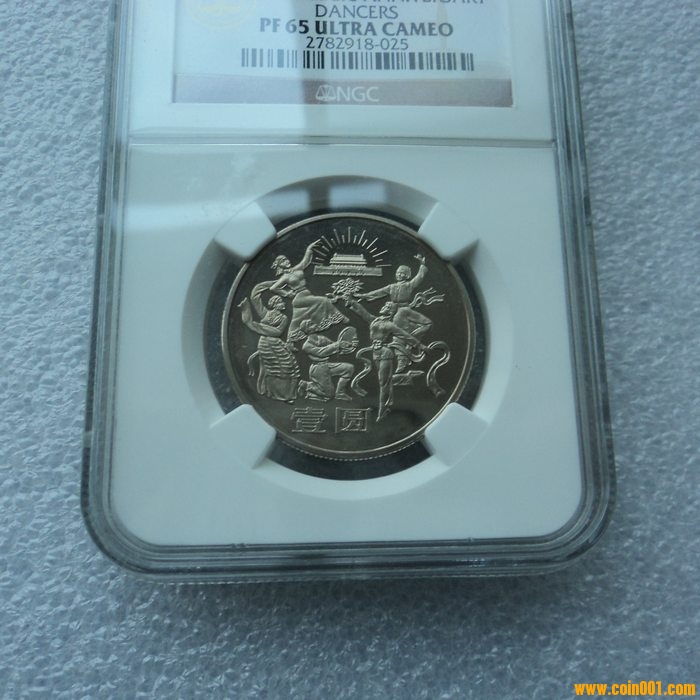 DANCERS
PF 65 ULTRA CAMEO
2782918-025
NGC
壹圆
www.coin001.com